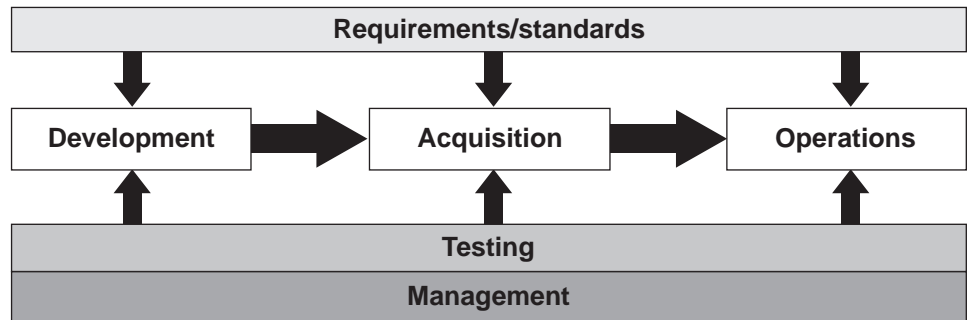 Requirements/standards
Development
Acquisition
Operations
Testing
Management